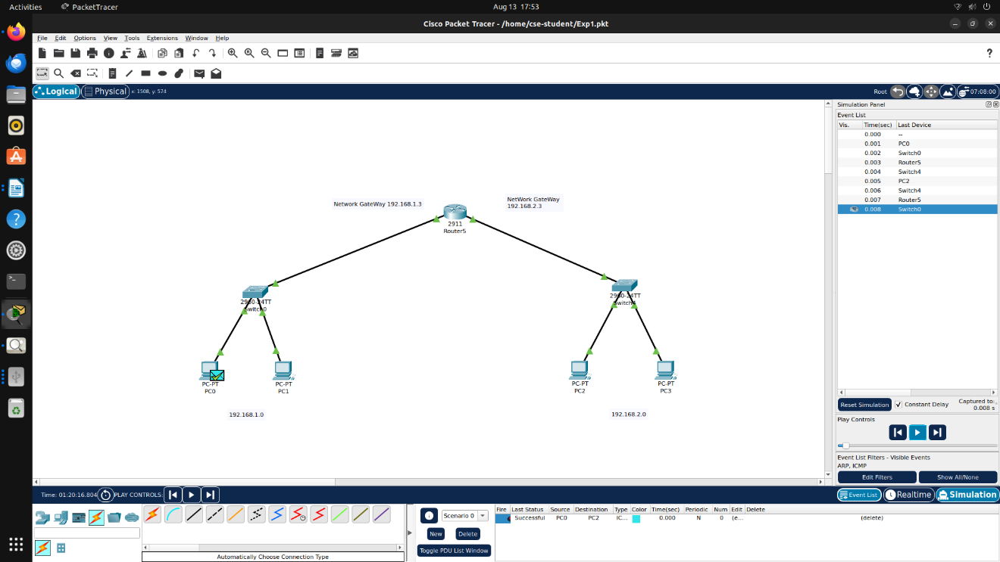 Activities
PacketTracer
Aug 13 17:53
Cisco Packet Tracer - /home/cse-student/Exp1.pkt
File Edit Options View Tools Extensions Window Help
?
Logical
Physical
x: 1508, y: 574
Root
07:08:00
Simulation Panel
Event List
Vis. Time(sec) Last Device
0.000 --
0.001 PC0
0.002 Switch0
0.003 Router5
0.004 Switch4
0.005 PC2
0.006 Switch4
0.007 Router5
0.008 Switch0
Network GateWay 192.168.1.3
NetWork GateWay
192.168.2.3
2911
Router5
2960-24TT
Switch0
2960-24TT
Switch4
PC-PT
PC0
PC-PT
PC1
PC-PT
PC2
PC-PT
PC3
192.168.1.0
192.168.2.0
Reset Simulation
Constant Delay
Captured to:
0.008 s
Play Controls
Event List Filters - Visible Events
ARP, ICMP
Edit Filters
Show All/None
Time: 01:20:16.804
PLAY CONTROLS:
Event List
Realtime
Simulation
Scenario 0
New
Delete
Toggle PDU List Window
Fire Last Status Source Destination Type Color Time(sec) Periodic Num Edit Delete
Successful PC0 PC2 IC... 0.000 N 0 (e... (delete)
Automatically Choose Connection Type